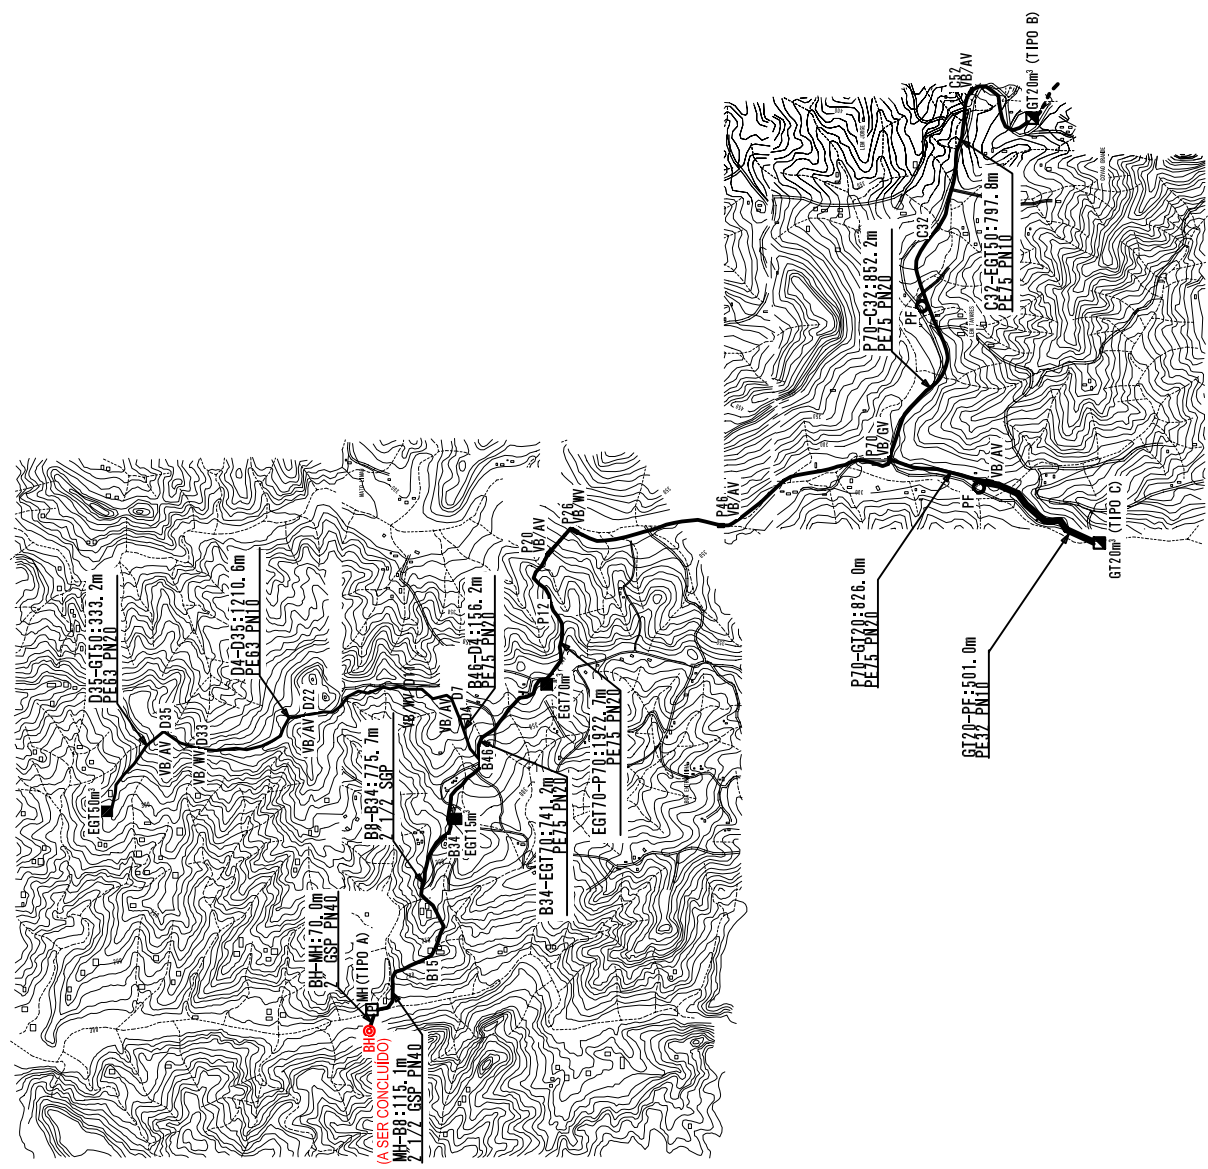 GT20m³ (TIPO B)
C52
VB/AV
C32
C32-EGT50:797.8m
PE75 PN10
P70-C32:852.2m
PE75 PN20
PF
P70
VB/GV
VB/AV
PF
P46
VB/AV
GT20m³ (TIPO C)
P70-GT20:826.0m
PE75 PN20
GT20-PF:501.0m
PE32 PN10
P26
VB/WV
P20
VB/AV
P12
EGT70m³
EGT70-P70:1922.7m
PE75 PN20
B34-EGT70:741.2m
PE75 PN20
B46-D4:156.2m
PE75 PN20
D4-D35:1210.6m
PE63 PN10
D35-GT50:333.2m
PE63 PN20
VB/AV D35
VB/WV D33
VB/AV D22
VB/WV D11
VB/AV D7
D4
B46
EGT50m³
B8-B34:775.7m
2 1/2 SGP
B34
EGT15m³
BH-MH:70.0m
2" GSP PN40
MH (TIPO A)
P
B15
BH
(A SER CONCLUÍDO)
MH-B8:115.1m
2 1/2 GSP PN40